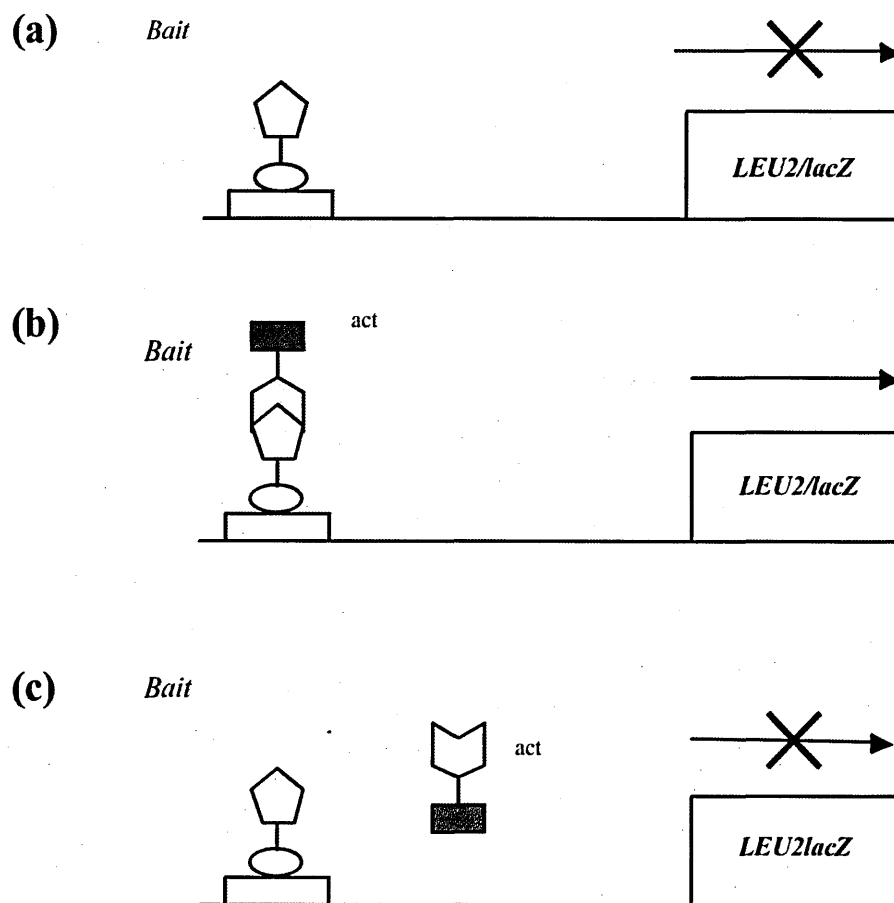 (a) Bait
LEU2/lacZ
(b) act
Bait
LEU2/lacZ
(c) Bait
act
LEU2lacZ